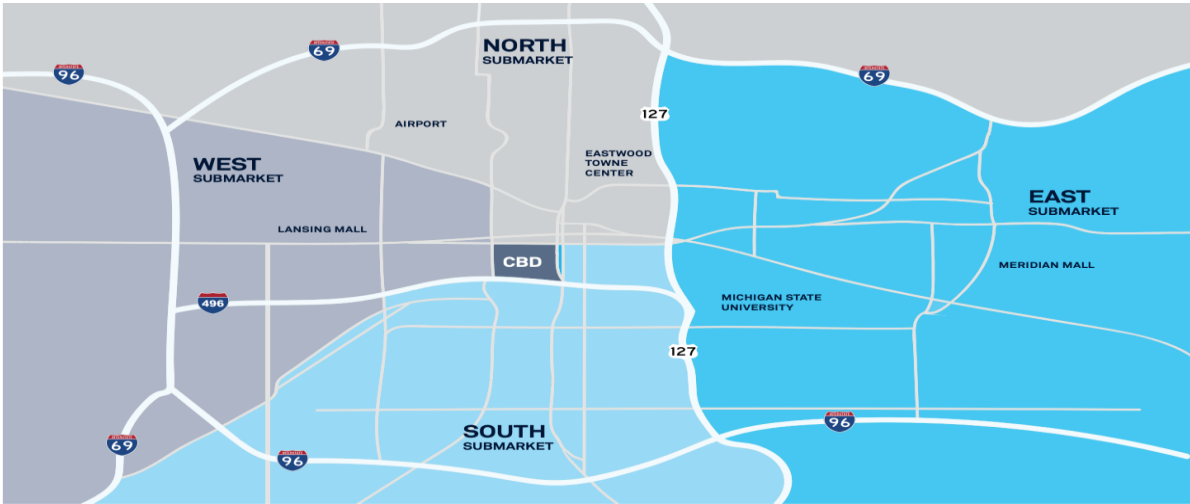 NORTH
SUBMARKET
69
96
69
127
AIRPORT
EASTWOOD
TOWNE
CENTER
WEST
SUBMARKET
EAST
SUBMARKET
LANSING MALL
CBD
MERIDIAN MALL
496
MICHIGAN STATE
UNIVERSITY
127
96
SOUTH
SUBMARKET
69
96